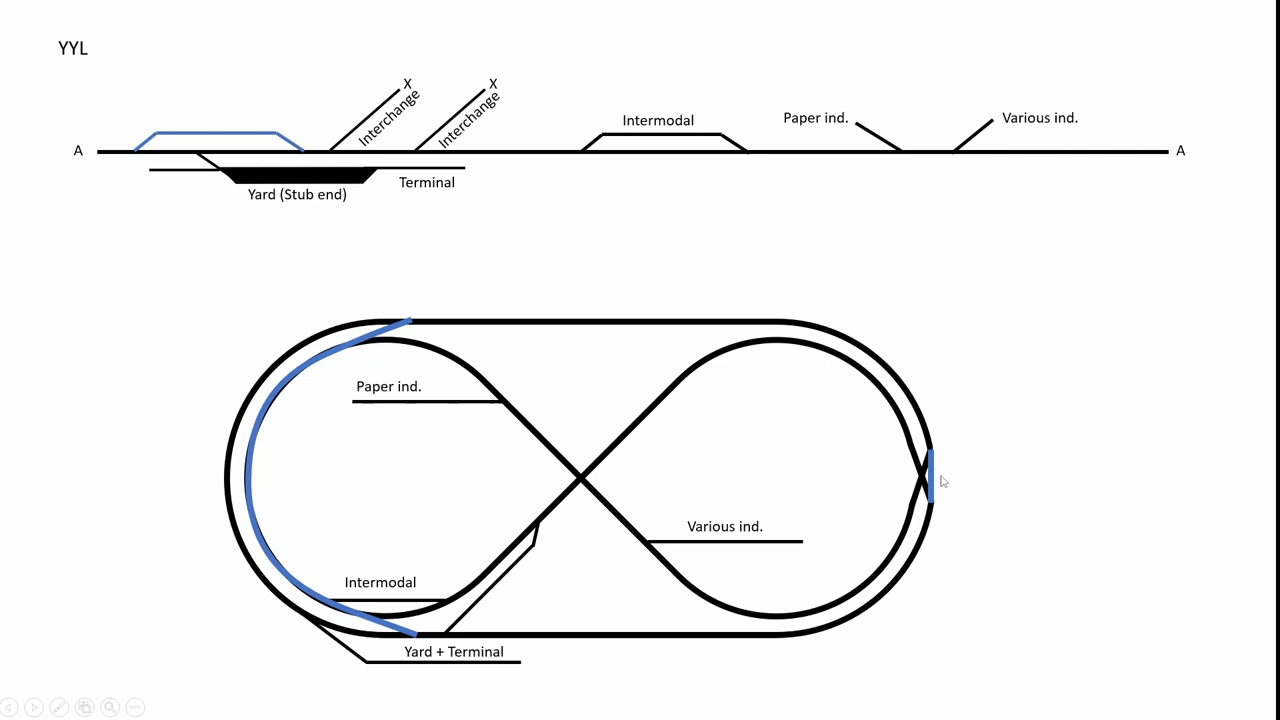 YYL
X
X
Interchange
Interchange
Intermodal
Paper ind.
Various ind.
A
A
Yard (Stub end)
Terminal
Paper ind.
Various ind.
Intermodal
Yard + Terminal